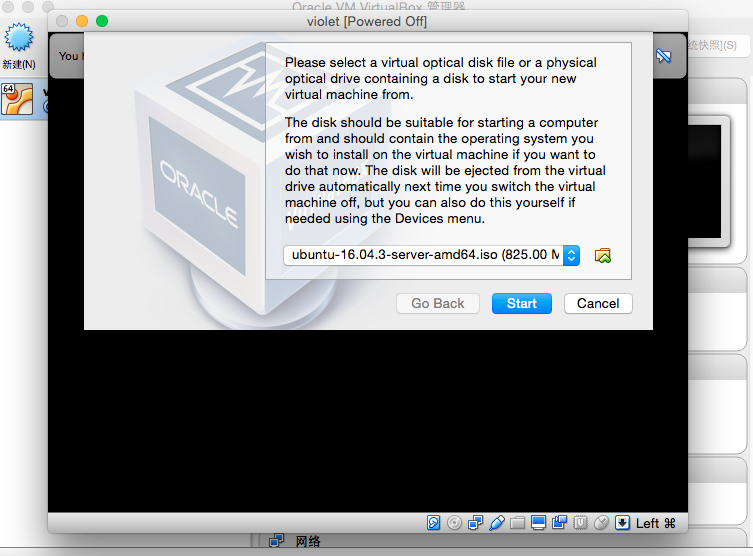 Oracle VM VirtualBox 管理器
violet [Powered Off]
新建(N)
You
统快照](S)
64
v
ORACLE
Please select a virtual optical disk file or a physical
optical drive containing a disk to start your new
virtual machine from.
The disk should be suitable for starting a computer
from and should contain the operating system you
wish to install on the virtual machine if you want to
do that now. The disk will be ejected from the virtual
drive automatically next time you switch the virtual
machine off, but you can also do this yourself if
needed using the Devices menu.
ubuntu-16.04.3-server-amd64.iso (825.00 M
Go Back
Start
Cancel
Left ⌘
网络